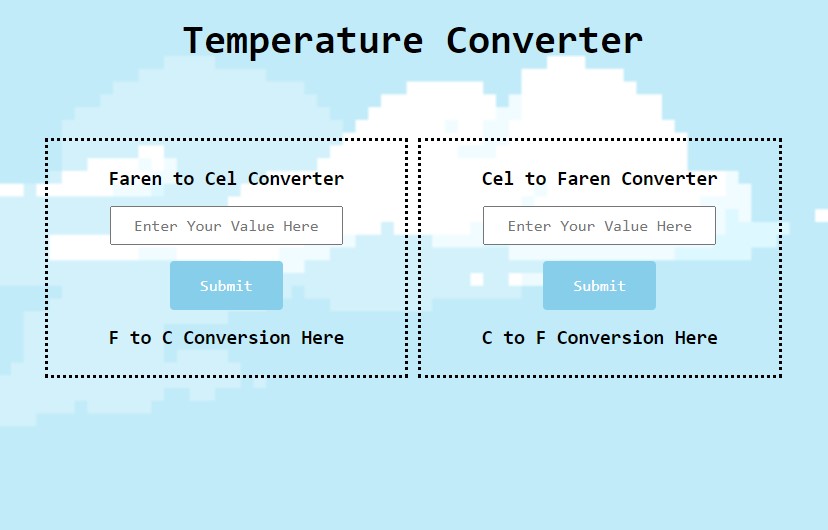 Temperature Converter
Faren to Cel Converter
Enter Your Value Here
Submit
F to C Conversion Here
Cel to Faren Converter
Enter Your Value Here
Submit
C to F Conversion Here